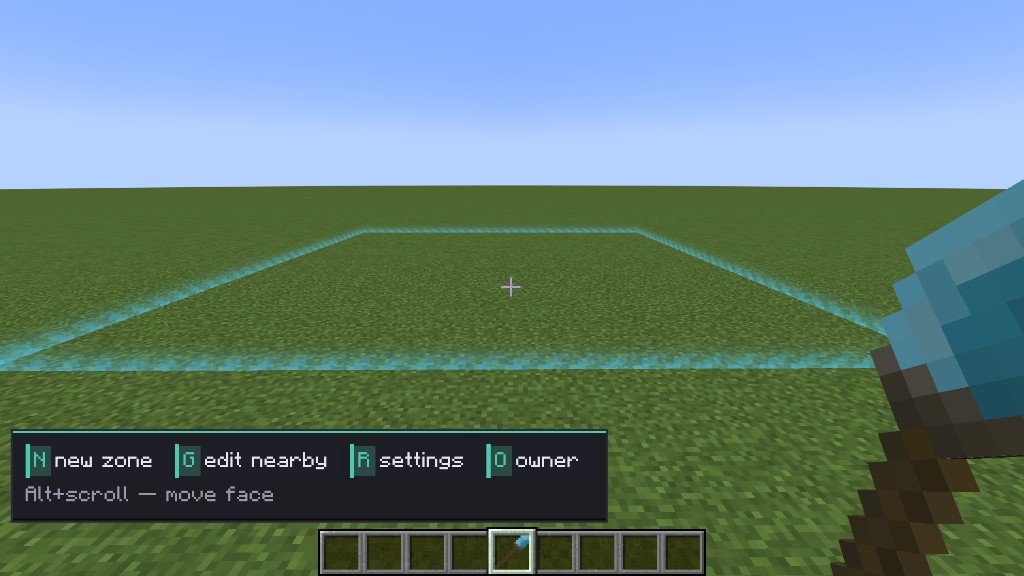 N new zone G edit nearby R settings O owner
Alt+scroll — move face